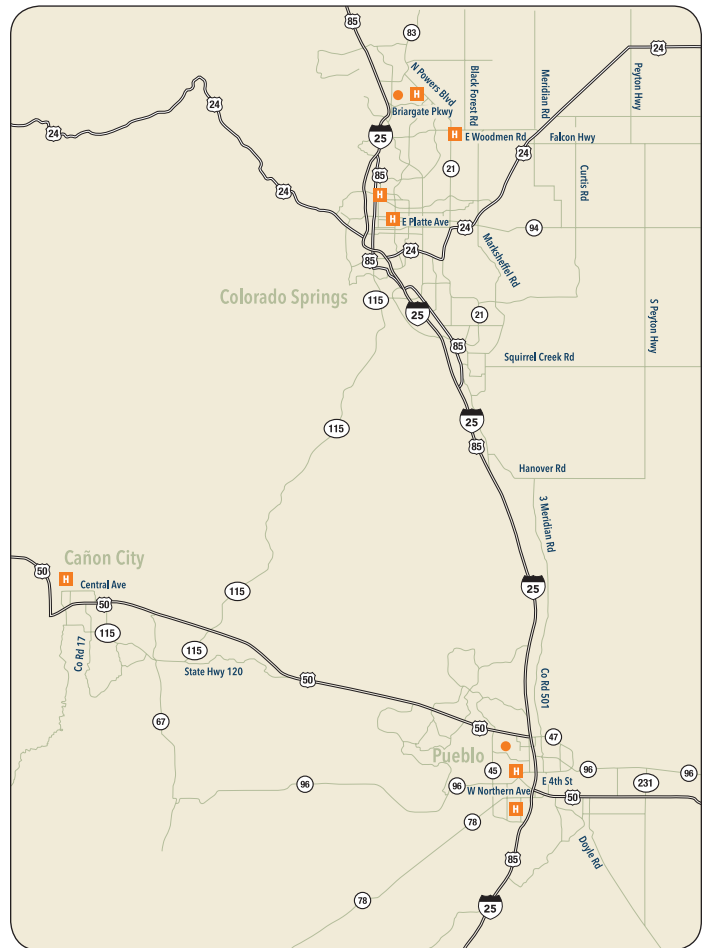 85
83
24
N Powers Blvd
Black Forest Rd
Meridian Rd
Peyton Hwy
24
H
Briargate Pkwy
24
25
H
E Woodmen Rd
Falcon Hwy
24
21
85
Curtis Rd
24
H
H
E Platte Ave
24
94
24
Marksheffel Rd
85
Colorado Springs
115
25
21
S Peyton Hwy
85
Squirrel Creek Rd
25
115
85
Hanover Rd
3 Meridian Rd
Cañon City
50
H
Central Ave
25
115
50
115
Co Rd 17
115
State Hwy 120
50
Co Rd 501
67
50
47
Pueblo
45
H
E 4th St
96
96
96
96
231
W Northern Ave
50
H
78
Doyle Rd
85
78
25